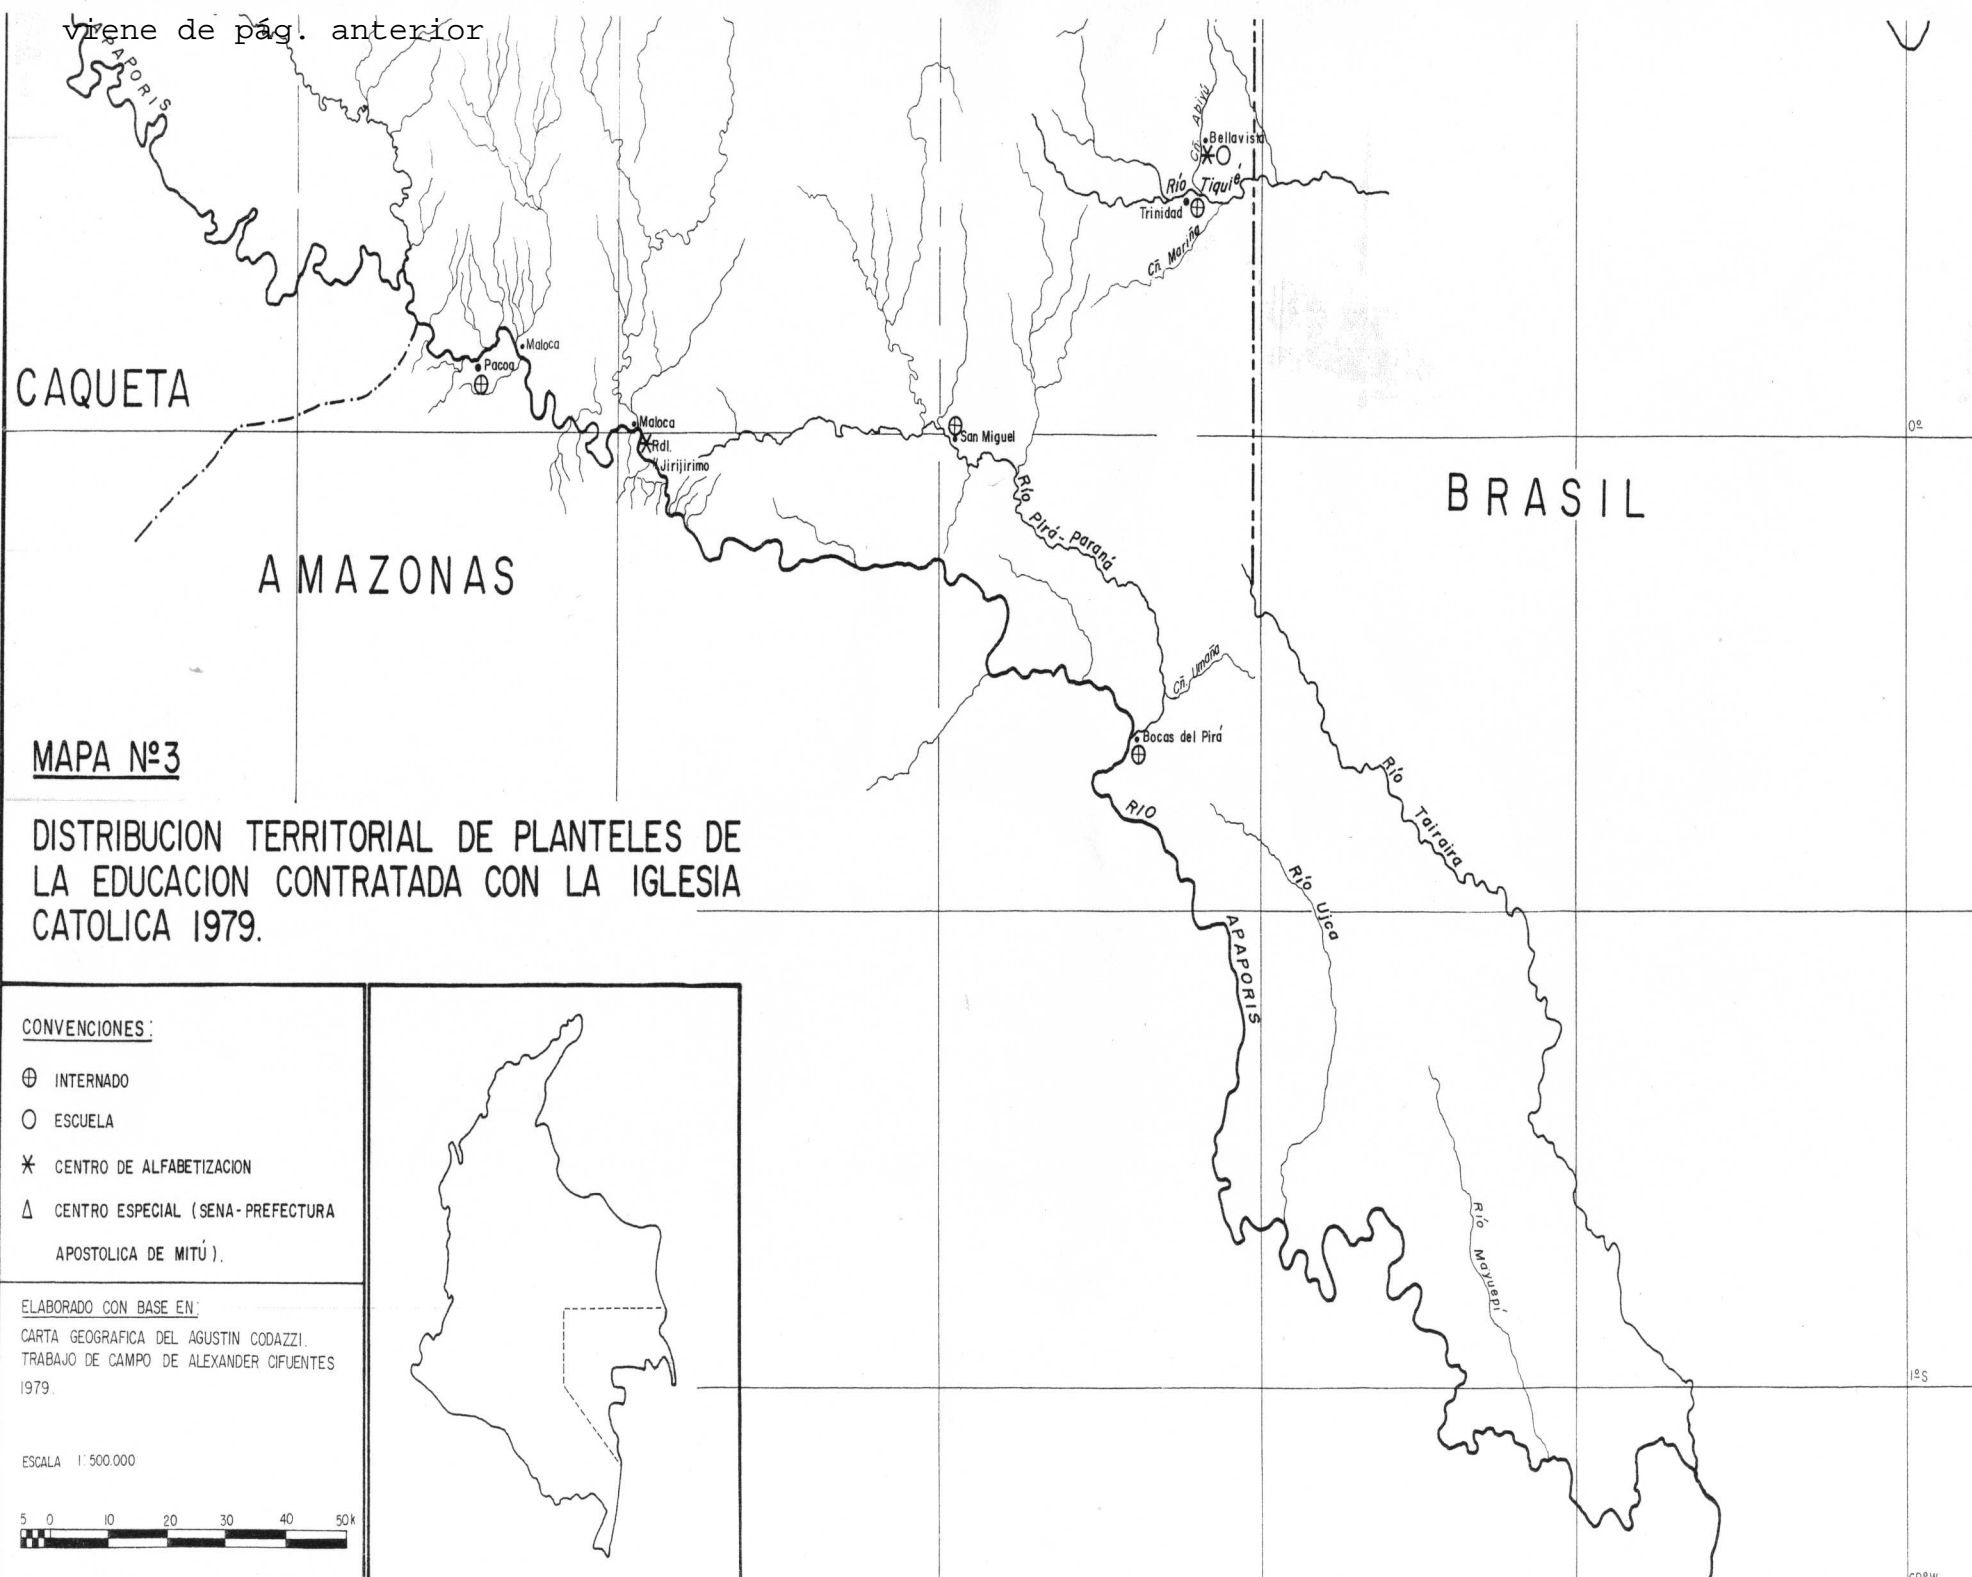 viene de pág. anterior
APAPORIS
Cñ. Abiyú
Bellavista
Río Tiquié
Trinidad
Cñ. Mariña
Maloca
Pacoa
CAQUETA
Maloca
Rdl.
Jirijirimo
San Miguel
0º
BRASIL
Río Pirá-Paraná
AMAZONAS
Cñ. Umaña
Bocas del Pirá
MAPA Nº3
Río Tairaira
RIO
DISTRIBUCION TERRITORIAL DE PLANTELES DE
LA EDUCACION CONTRATADA CON LA IGLESIA
CATOLICA 1979.
Río Ujca
APAPORIS
CONVENCIONES:
INTERNADO
ESCUELA
CENTRO DE ALFABETIZACION
CENTRO ESPECIAL (SENA-PREFECTURA
APOSTOLICA DE MITÚ).
Río Mayuepí
ELABORADO CON BASE EN:
CARTA GEOGRAFICA DEL AGUSTIN CODAZZI.
TRABAJO DE CAMPO DE ALEXANDER CIFUENTES
1979.
1ºS
ESCALA 1:500.000
5 0 10 20 30 40 50k